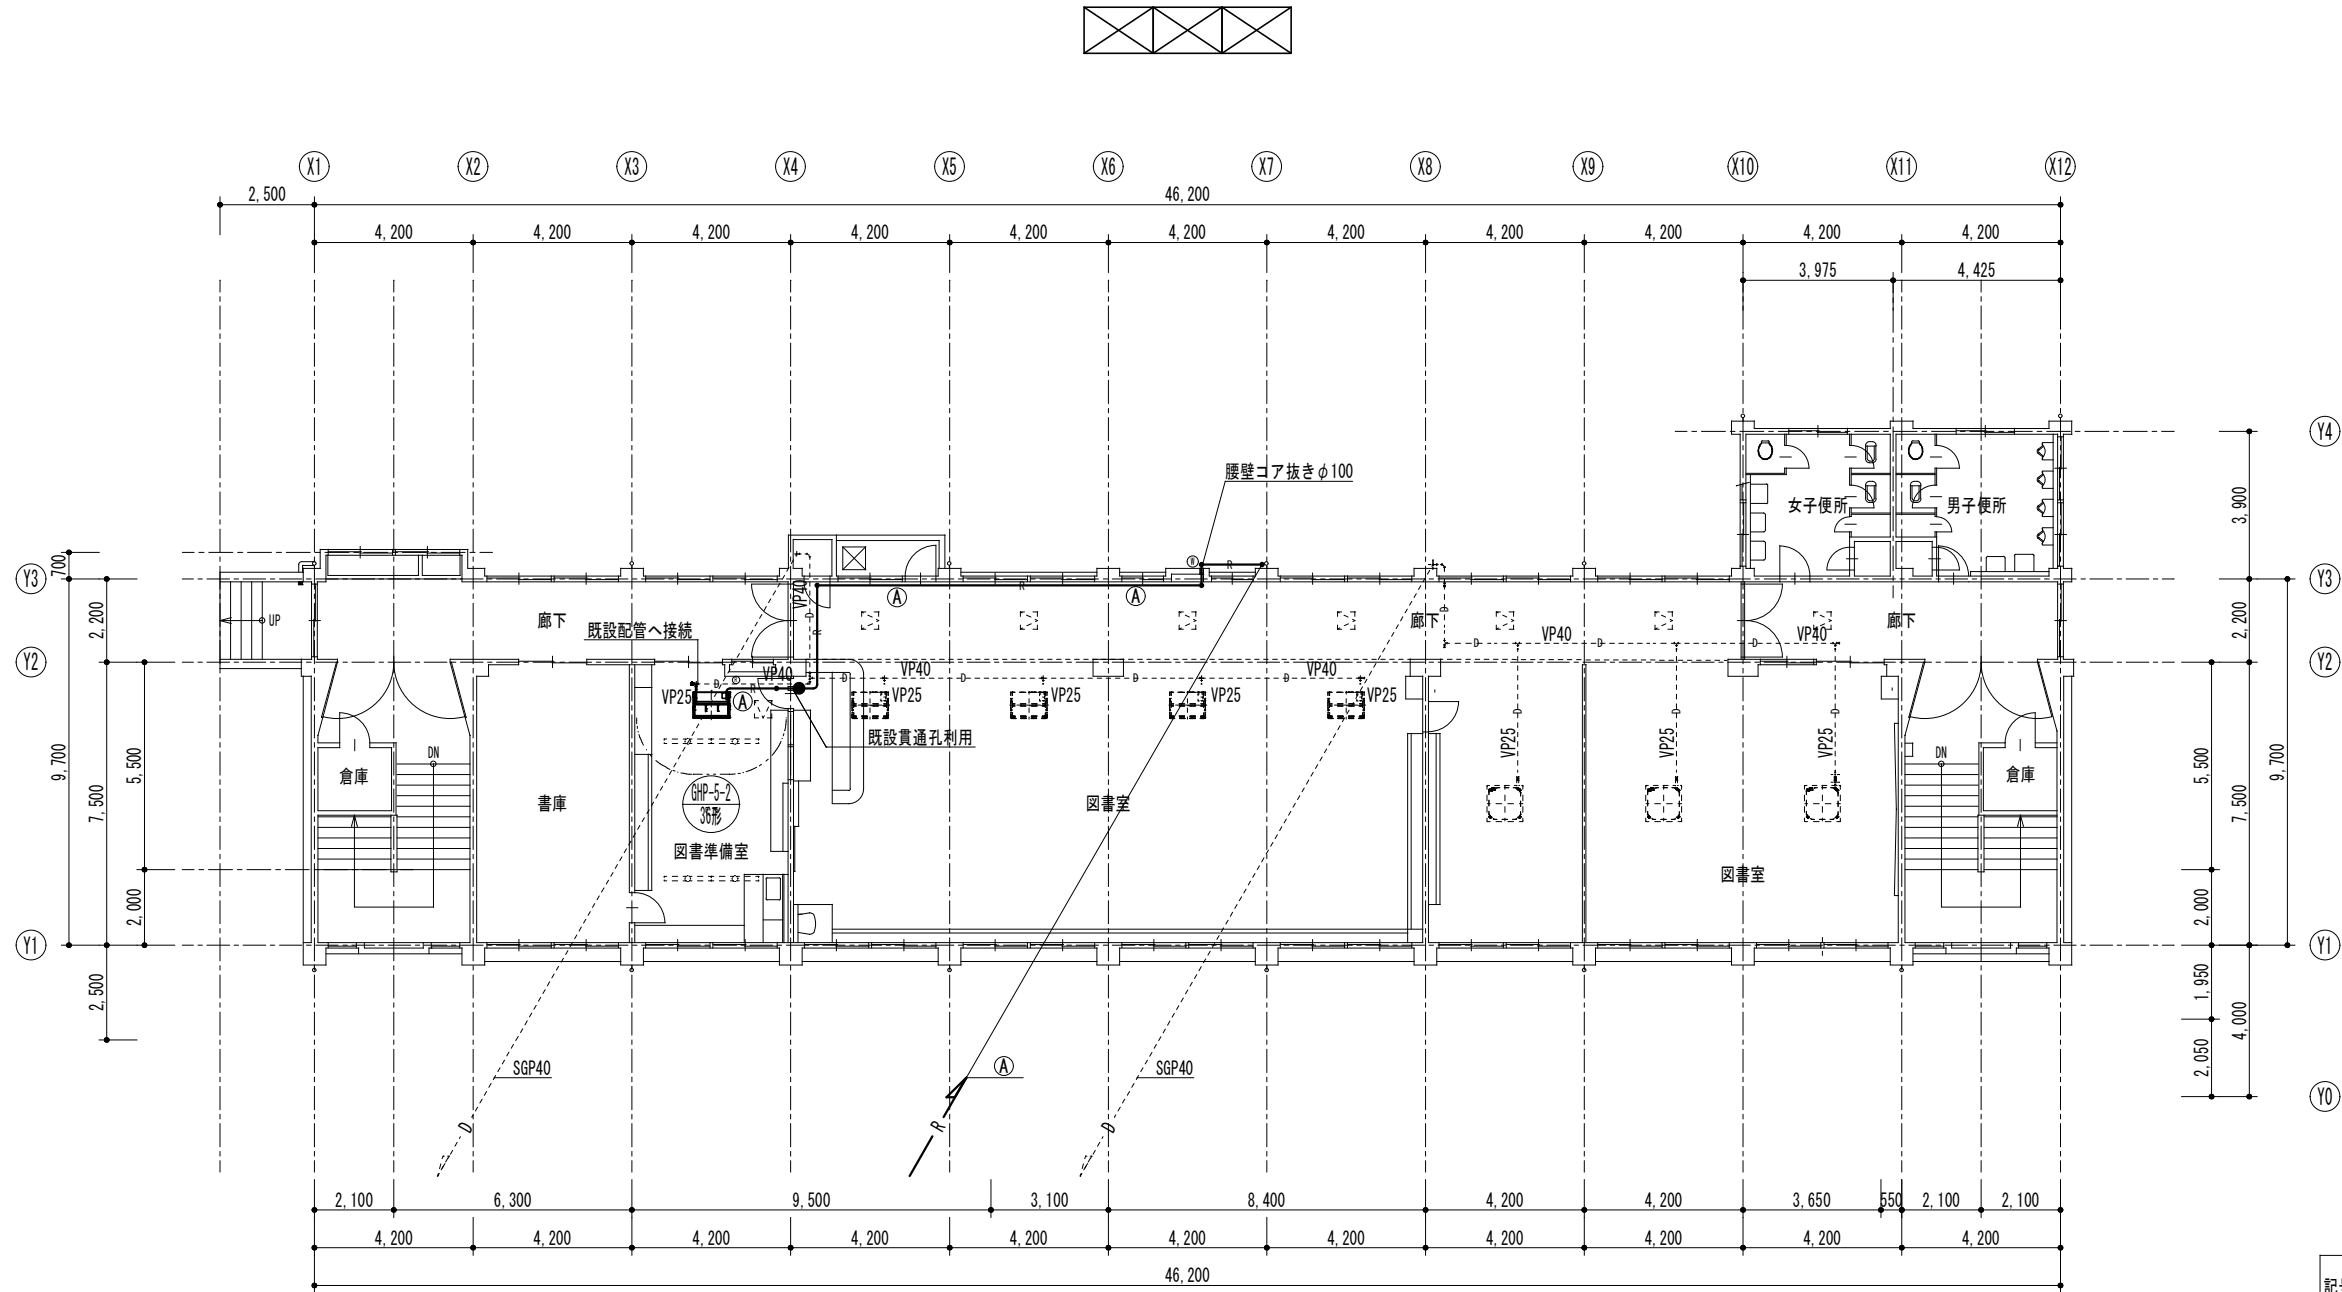 X1 X2 X3 X4 X5 X6 X7 X8 X9 X10 X11 X12
2,500 46,200
4,200 4,200 4,200 4,200 4,200 4,200 4,200 4,200 4,200 4,200 4,200
3,975 4,425
Y4
腰壁コア抜きφ100
3,900
女子便所 男子便所
700
W R
Y3 Y3
VP40
A R A
2,200 UP 廊下 廊下 廊下 2,200
既設配管へ接続
D R D
VP40 D D VP40
Y2 Y2
VP40 VP40 VP40
D R D D D D
VP25 A VP25 VP25 VP25 VP25
D D D
既設貫通孔利用
VP25 VP25 VP25
DN DN
9,700 7,500 5,500 5,500 7,500 9,700
倉庫 倉庫
GHP-5-2
36形
書庫 図書室
図書準備室
図書室
2,000 2,000
Y1 Y1
2,500 1,950
4,000
2,050
SGP40 A SGP40
Y0
D R D
2,100 6,300 9,500 3,100 8,400 4,200 4,200 3,650 550 2,100 2,100
4,200 4,200 4,200 4,200 4,200 4,200 4,200 4,200 4,200 4,200 4,200
46,200